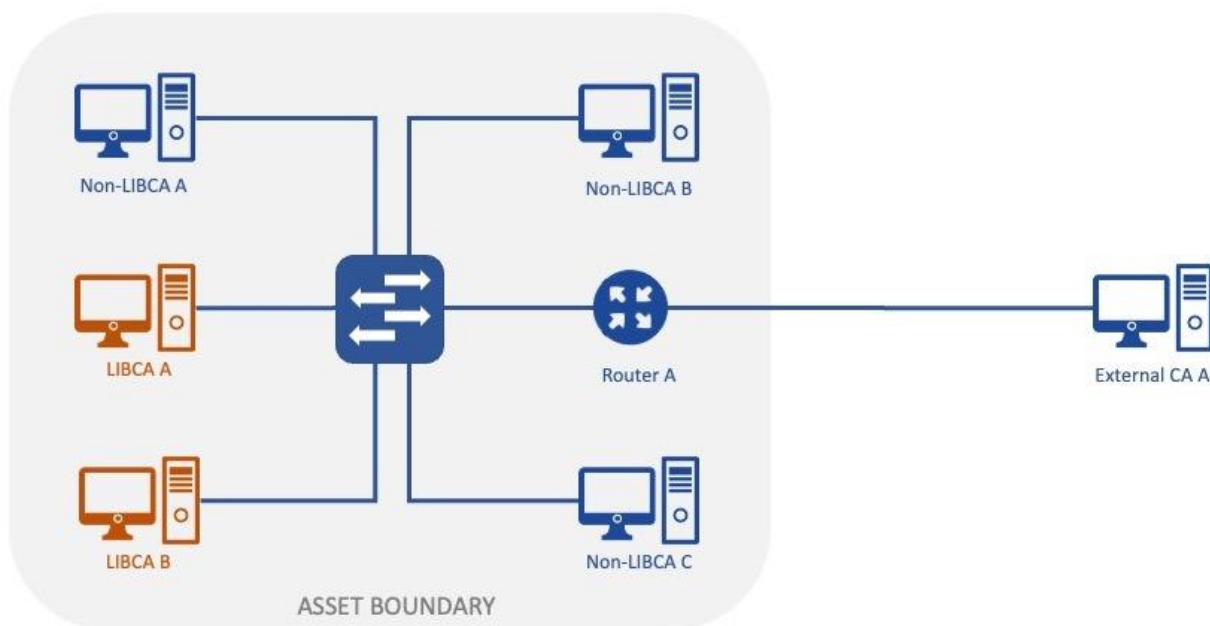 Non-LIBCA A
Non-LIBCA B
LIBCA A
Router A
External CA A
LIBCA B
Non-LIBCA C
ASSET BOUNDARY